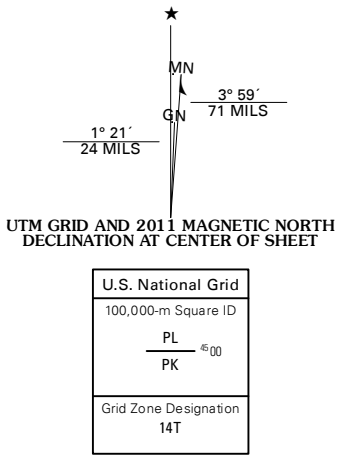 ★
MN
3° 59´
71 MILS
GN
1° 21´
24 MILS
UTM GRID AND 2011 MAGNETIC NORTH
DECLINATION AT CENTER OF SHEET
U.S. National Grid
100,000-m Square ID
PL
4500
PK
Grid Zone Designation
14T